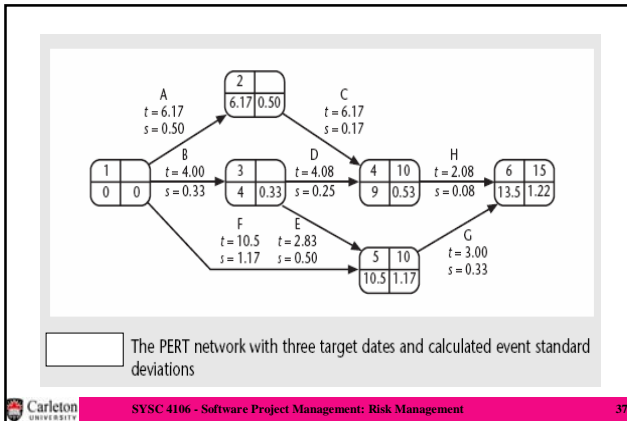 2
6.17 0.50
A
t = 6.17
s = 0.50
C
t = 6.17
s = 0.17
1
0 0
B
t = 4.00
s = 0.33
3
4 0.33
D
t = 4.08
s = 0.25
4 10
9 0.53
H
t = 2.08
s = 0.08
6 15
13.5 1.22
F
t = 10.5
s = 1.17
E
t = 2.83
s = 0.50
5 10
10.5 1.17
G
t = 3.00
s = 0.33
The PERT network with three target dates and calculated event standard
deviations
Carleton
UNIVERSITY
SYSC 4106 - Software Project Management: Risk Management
37